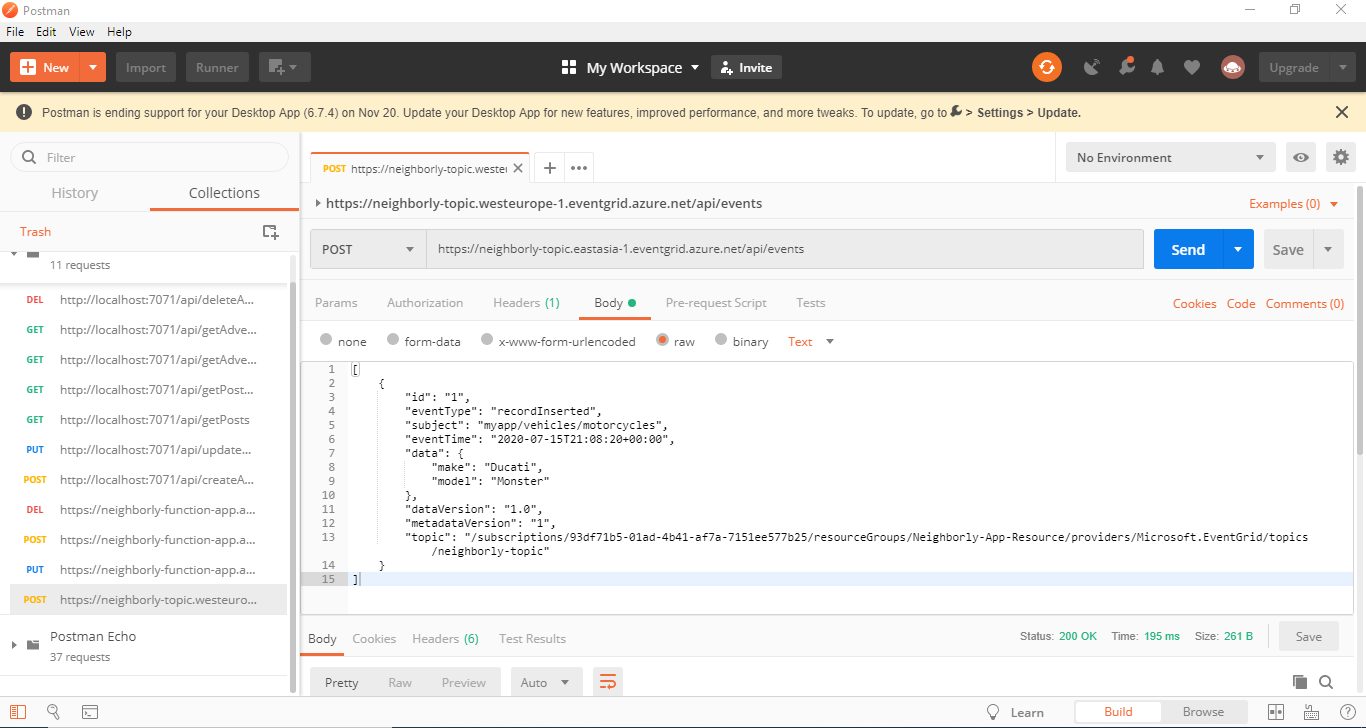 Postman
File Edit View Help
New Import Runner My Workspace Invite Upgrade
Postman is ending support for your Desktop App (6.7.4) on Nov 20. Update your Desktop App for new features, improved performance, and more tweaks. To update, go to > Settings > Update.
Filter
History Collections
Trash
11 requests
DEL http://localhost:7071/api/deleteA...
GET http://localhost:7071/api/getAdve...
GET http://localhost:7071/api/getAdve...
GET http://localhost:7071/api/getPost...
GET http://localhost:7071/api/getPosts
PUT http://localhost:7071/api/update...
POST http://localhost:7071/api/createA...
DEL https://neighborly-function-app.a...
POST https://neighborly-function-app.a...
PUT https://neighborly-function-app.a...
POST https://neighborly-topic.westeuro...
Postman Echo
37 requests
POST https://neighborly-topic.westeu
No Environment
https://neighborly-topic.westeurope-1.eventgrid.azure.net/api/events Examples (0)
POST https://neighborly-topic.eastasia-1.eventgrid.azure.net/api/events Send Save
Params Authorization Headers (1) Body Pre-request Script Tests Cookies Code Comments (0)
none form-data x-www-form-urlencoded raw binary Text
1 [
2 {
3 "id": "1",
4 "eventType": "recordInserted",
5 "subject": "myapp/vehicles/motorcycles",
6 "eventTime": "2020-07-15T21:08:20+00:00",
7 "data": {
8 "make": "Ducati",
9 "model": "Monster"
10 },
11 "dataVersion": "1.0",
12 "metadataVersion": "1",
13 "topic": "/subscriptions/93df71b5-01ad-4b41-af7a-7151ee577b25/resourceGroups/Neighborly-App-Resource/providers/Microsoft.EventGrid/topics
/neighborly-topic"
14 }
15 ]
Body Cookies Headers (6) Test Results Status: 200 OK Time: 195 ms Size: 261 B Save
Pretty Raw Preview Auto
Learn Build Browse